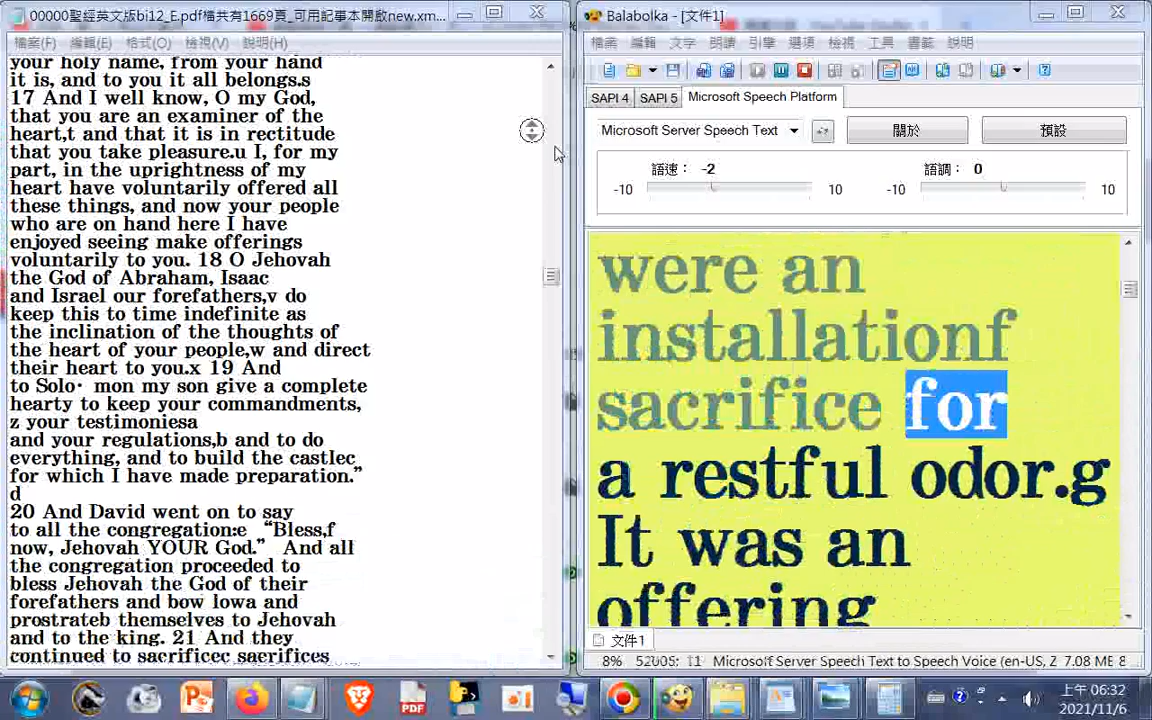 00000聖經英文版bi12_E.pdf檔共有1669頁_可用記事本開啟new.xm...
檔案(F) 編輯(E) 格式(O) 檢視(V) 說明(H)
your holy name, from your hand
it is, and to you it all belongs.s
17 And I well know, O my God,
that you are an examiner of the
heart,t and that it is in rectitude
that you take pleasure.u I, for my
part, in the uprightness of my
heart have voluntarily offered all
these things, and now your people
who are on hand here I have
enjoyed seeing make offerings
voluntarily to you. 18 O Jehovah
the God of Abraham, Isaac
and Israel our forefathers,v do
keep this to time indefinite as
the inclination of the thoughts of
the heart of your people,w and direct
their heart to you.x 19 And
to Solo· mon my son give a complete
hearty to keep your commandments,
z your testimoniesa
and your regulations,b and to do
everything, and to build the castlec
for which I have made preparation.”
d
20 And David went on to say
to all the congregation:e “Bless,f
now, Jehovah YOUR God.” And all
the congregation proceeded to
bless Jehovah the God of their
forefathers and bow lowa and
prostrateb themselves to Jehovah
and to the king. 21 And they
continued to sacrificec sacrifices
Balabolka - [文件1]
檔案 編輯 文字 朗讀 引擎 選項 檢視 工具 書籤 說明
SAPI 4 SAPI 5 Microsoft Speech Platform
Microsoft Server Speech Text 關於 預設
語速： -2 語調： 0
-10 10 -10 10
were an
installationf
sacrifice for
a restful odor.g
It was an
offering
文件1
8% 52005: 11 Microsoft Server Speech Text to Speech Voice (en-US, Z 7.08 MB 8
PDF
上午 06:32
2021/11/6